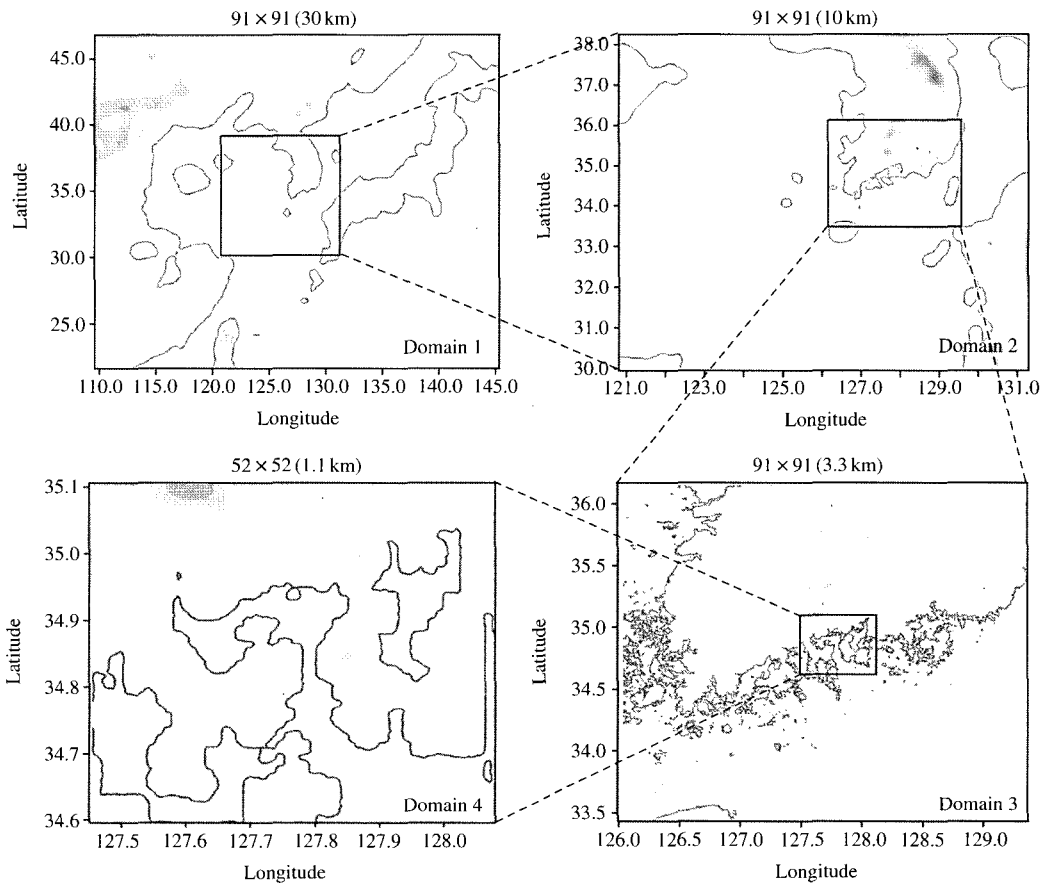 91 × 91 (30 km)
45.0
40.0
35.0
30.0
25.0
Latitude
Domain 1
110.0 115.0 120.0 125.0 130.0 135.0 140.0 145.0
Longitude
91 × 91 (10 km)
38.0
37.0
36.0
35.0
34.0
33.0
32.0
31.0
30.0
Latitude
Domain 2
121.0 123.0 125.0 127.0 129.0 131.0
Longitude
52 × 52 (1.1 km)
35.1
35.0
34.9
34.8
34.7
34.6
Latitude
Domain 4
127.5 127.6 127.7 127.8 127.9 128.0
Longitude
91 × 91 (3.3 km)
36.0
35.5
35.0
34.5
34.0
33.5
Latitude
Domain 3
126.0 126.5 127.0 127.5 128.0 128.5 129.0
Longitude